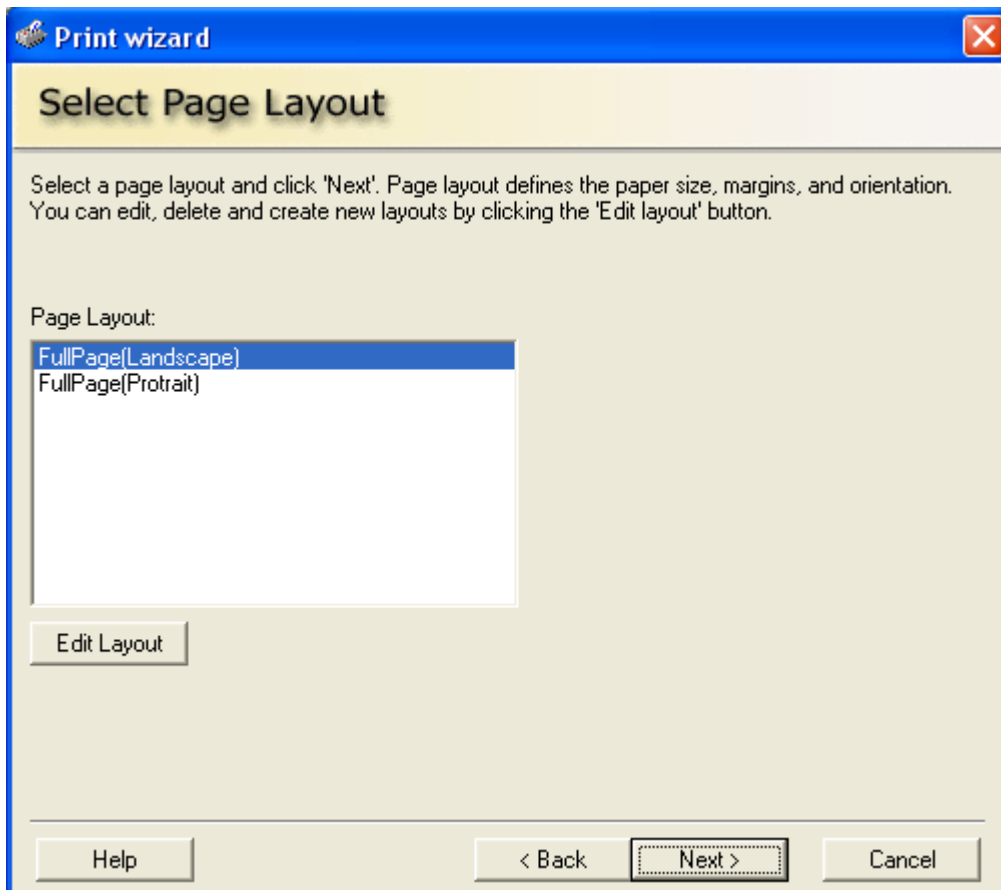 Print wizard
Select Page Layout
Select a page layout and click 'Next'. Page layout defines the paper size, margins, and orientation.
You can edit, delete and create new layouts by clicking the 'Edit layout' button.
Page Layout:
FullPage(Landscape)
FullPage(Protrait)
Edit Layout
Help
< Back
Next >
Cancel